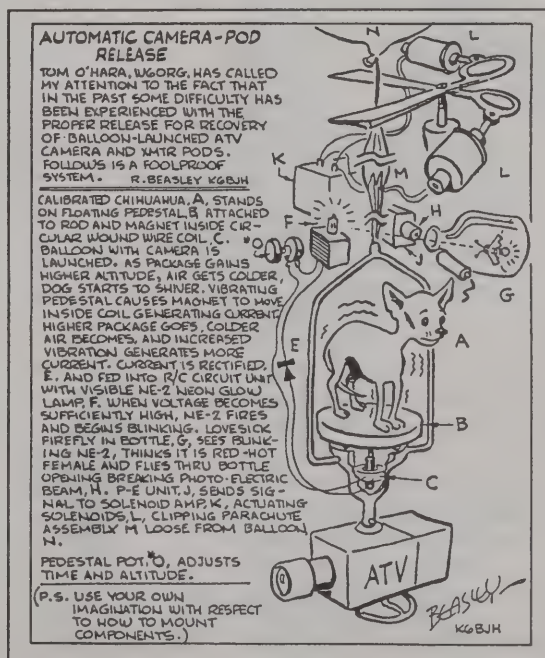 AUTOMATIC CAMERA-POD
RELEASE
TOM O'HARA, W6ORG, HAS CALLED
MY ATTENTION TO THE FACT THAT
IN THE PAST SOME DIFFICULTY HAS
BEEN EXPERIENCED WITH THE
PROPER RELEASE FOR RECOVERY
OF BALLOON-LAUNCHED ATV
CAMERA AND XMTR PODS.
FOLLOWS IS A FOOLPROOF
SYSTEM. R.BEASLEY K6BJH
CALIBRATED CHIHUAHUA, A, STANDS
ON FLOATING PEDESTAL, B, ATTACHED
TO ROD AND MAGNET INSIDE CIR-
CULAR WOUND WIRE COIL, C.
BALLOON WITH CAMERA IS
LAUNCHED. AS PACKAGE GAINS
HIGHER ALTITUDE, AIR GETS COLDER,
DOG STARTS TO SHIVER. VIBRATING
PEDESTAL CAUSES MAGNET TO MOVE
INSIDE COIL GENERATING CURRENT.
HIGHER PACKAGE GOES, COLDER
AIR BECOMES, AND INCREASED
VIBRATION GENERATES MORE
CURRENT. CURRENT IS RECTIFIED,
E, AND FED INTO R/C CIRCUIT UNIT
WITH VISIBLE NE-2 NEON GLOW
LAMP, F. WHEN VOLTAGE BECOMES
SUFFICIENTLY HIGH, NE-2 FIRES
AND BEGINS BLINKING. LOVESICK
FIREFLY IN BOTTLE, G, SEES BLINK-
ING NE-2, THINKS IT IS RED-HOT
FEMALE AND FLIES THRU BOTTLE
OPENING BREAKING PHOTO-ELECTRIC
BEAM, H. P-E UNIT, J, SENDS SIG-
NAL TO SOLENOID AMP, K, ACTUATING
SOLENOIDS, L, CLIPPING PARACHUTE
ASSEMBLY M LOOSE FROM BALLOON
N.
PEDESTAL POT, *O, ADJUSTS
TIME AND ALTITUDE.
(P.S. USE YOUR OWN
IMAGINATION WITH RESPECT
TO HOW TO MOUNT
COMPONENTS.)
N
L
L
K
M
F
H
G
A
E
B
C
ATV
BEASLEY
K6BJH